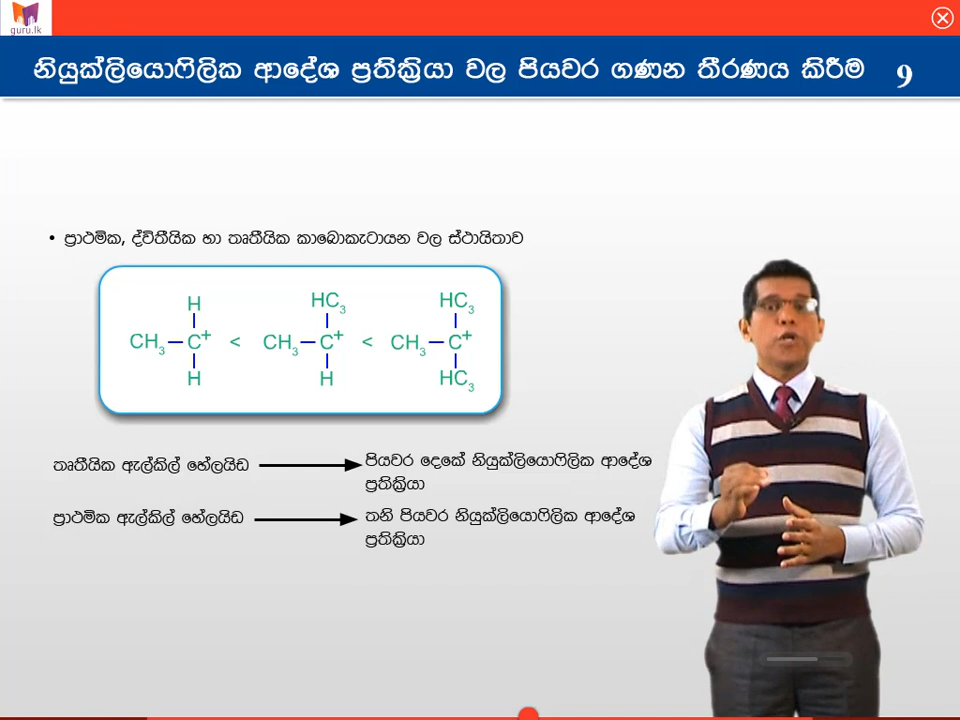 guru.lk
නියුක්ලියොෆිලික ආදේශ ප්‍රතික්‍රියා වල පියවර ගණන තීරණය කිරීම 9
• ප්‍රාථමික, ද්විතීයික හා තෘතීයික කාබොකැටායන වල ස්ථායිතාව
H HC3 HC3
CH3 C+ < CH3 C+ < CH3 C+
H H HC3
තෘතීයික ඇල්කිල් හේලයිඩ
පියවර දෙකේ නියුක්ලියොෆිලික ආදේශ
ප්‍රතික්‍රියා
ප්‍රාථමික ඇල්කිල් හේලයිඩ
තනි පියවර නියුක්ලියොෆිලික ආදේශ
ප්‍රතික්‍රියා